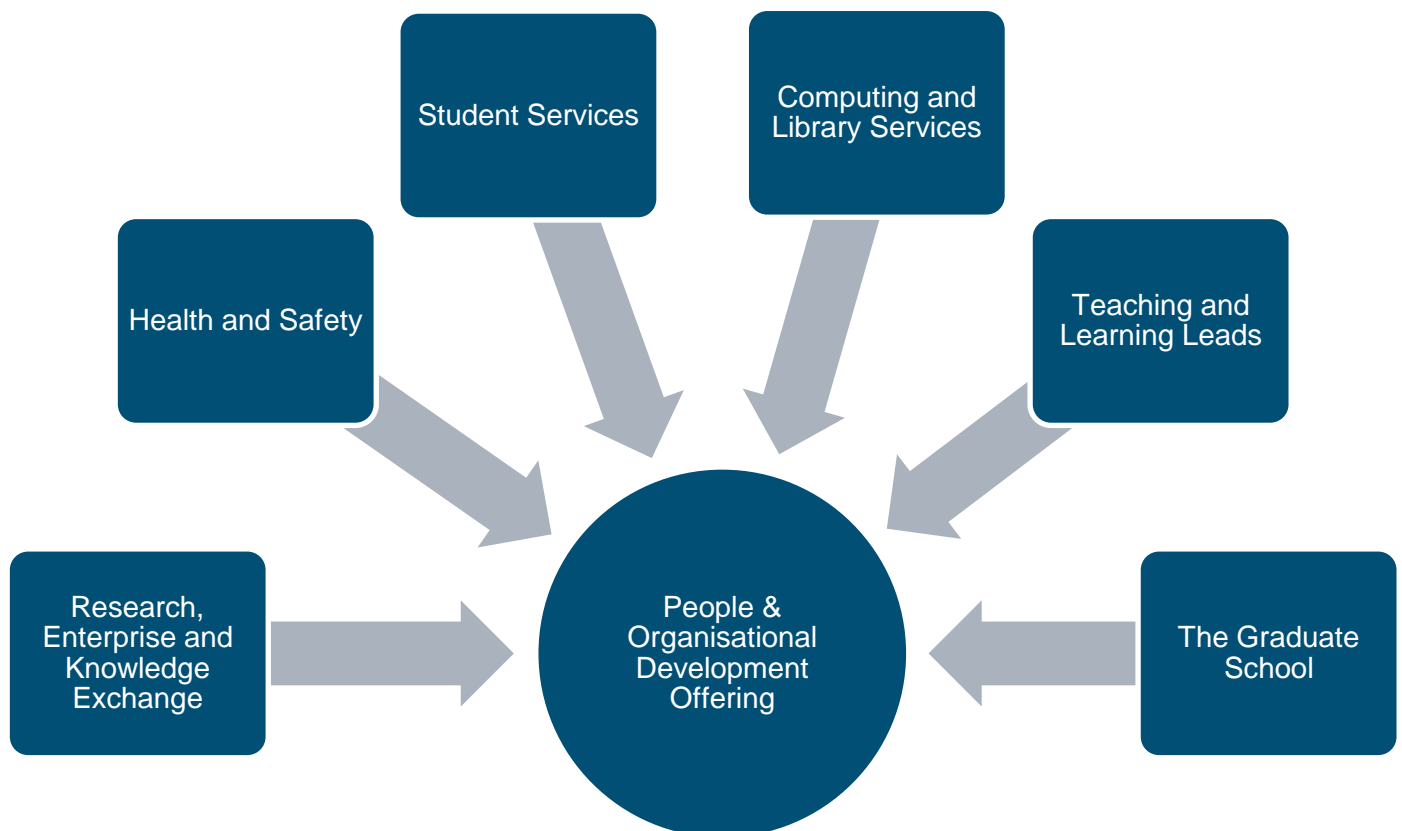 Student Services
Computing and
Library Services
Health and Safety
Teaching and
Learning Leads
Research,
Enterprise and
Knowledge
Exchange
People &
Organisational
Development
Offering
The Graduate
School